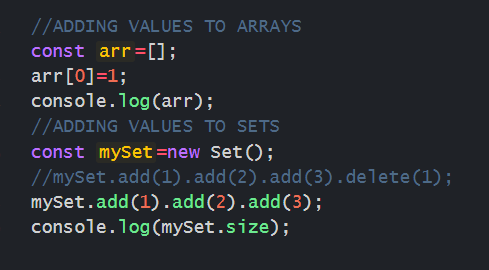 //ADDING VALUES TO ARRAYS
const arr=[];
arr[0]=1;
console.log(arr);
//ADDING VALUES TO SETS
const mySet=new Set();
//mySet.add(1).add(2).add(3).delete(1);
mySet.add(1).add(2).add(3);
console.log(mySet.size);